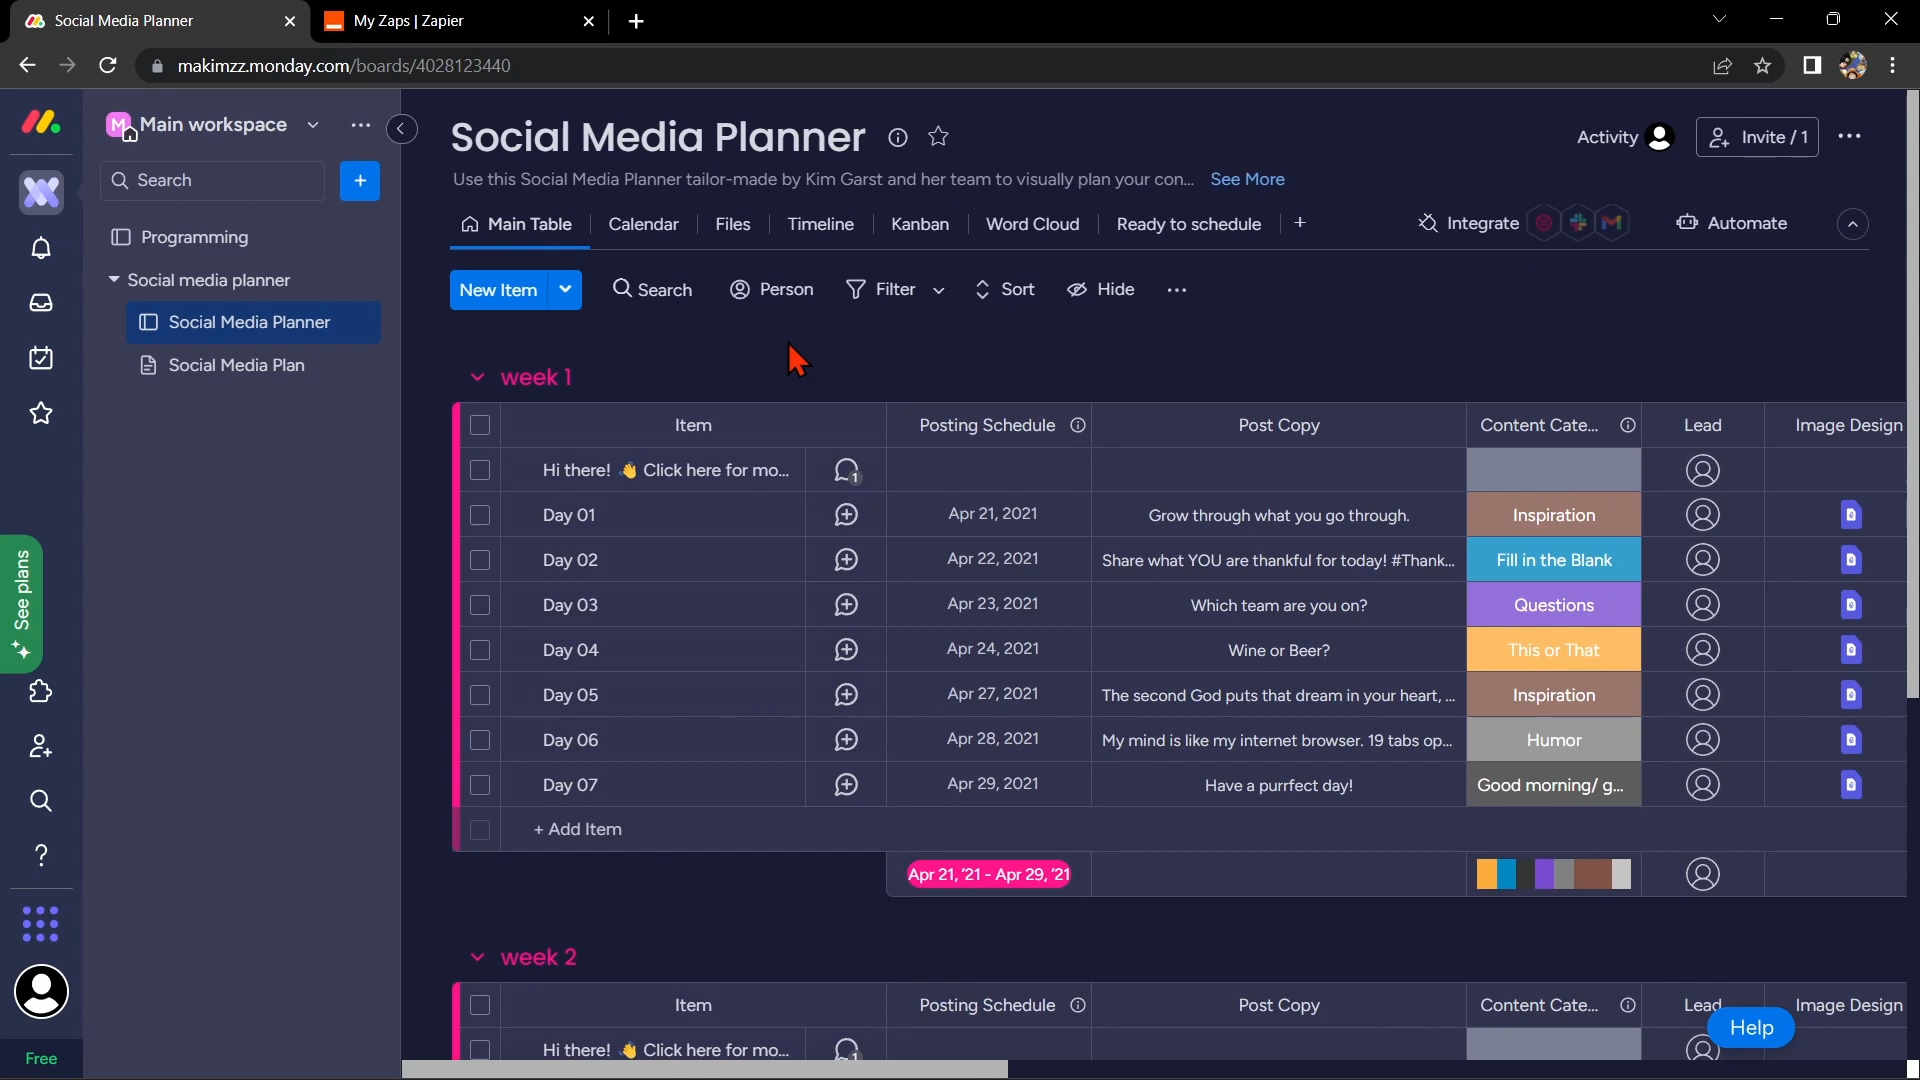 Social Media Planner
My Zaps | Zapier
makimzz.monday.com/boards/4028123440
M
Main workspace
Search
Programming
Social media planner
Social Media Planner
Social Media Plan
See plans
Free
Social Media Planner
Activity
Invite / 1
Use this Social Media Planner tailor-made by Kim Garst and her team to visually plan your con... See More
Main Table
Calendar
Files
Timeline
Kanban
Word Cloud
Ready to schedule
Integrate
Automate
New Item
Search
Person
Filter
Sort
Hide
week 1
Item Posting Schedule Post Copy Content Cate... Lead Image Design
Hi there! 👋 Click here for mo... 1
Day 01 Apr 21, 2021 Grow through what you go through. Inspiration
Day 02 Apr 22, 2021 Share what YOU are thankful for today! #Thank... Fill in the Blank
Day 03 Apr 23, 2021 Which team are you on? Questions
Day 04 Apr 24, 2021 Wine or Beer? This or That
Day 05 Apr 27, 2021 The second God puts that dream in your heart, ... Inspiration
Day 06 Apr 28, 2021 My mind is like my internet browser. 19 tabs op... Humor
Day 07 Apr 29, 2021 Have a purrfect day! Good morning/ g...
+ Add Item
Apr 21, '21 - Apr 29, '21
week 2
Item Posting Schedule Post Copy Content Cate... Lead Image Design
Hi there! 👋 Click here for mo... 1
Help